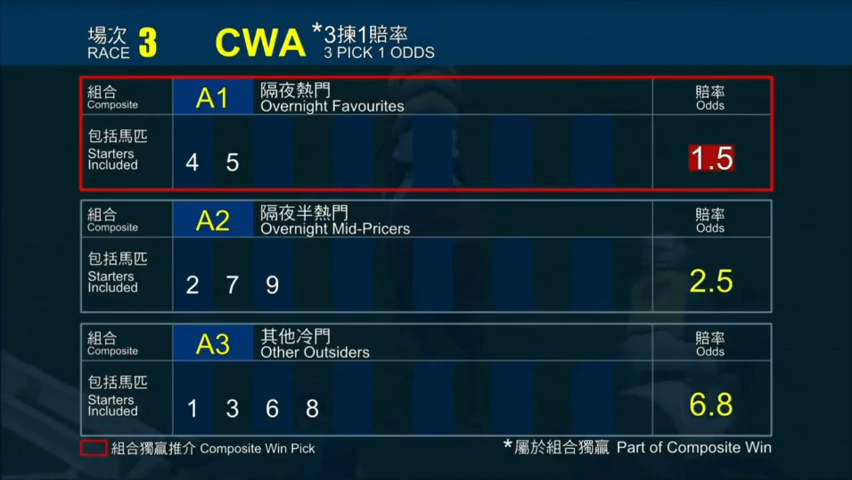 場次 3 CWA *3揀1賠率
RACE 3 PICK 1 ODDS
組合 A1 隔夜熱門 賠率
Composite Overnight Favourites Odds
包括馬匹
Starters
Included
4 5 1.5
組合 A2 隔夜半熱門 賠率
Composite Overnight Mid-Pricers Odds
包括馬匹
Starters
Included
2 7 9 2.5
組合 A3 其他冷門 賠率
Composite Other Outsiders Odds
包括馬匹
Starters
Included
1 3 6 8 6.8
組合獨贏推介 Composite Win Pick *屬於組合獨贏 Part of Composite Win